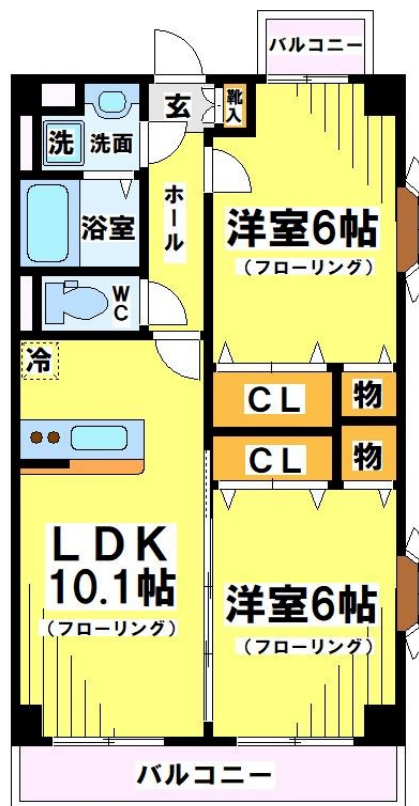 バルコニー
玄
靴入
洗
洗面
ホール
浴室
洋室6帖
(フローリング)
WC
冷
CL
物
CL
物
LDK
10.1帖
(フローリング)
洋室6帖
(フローリング)
バルコニー